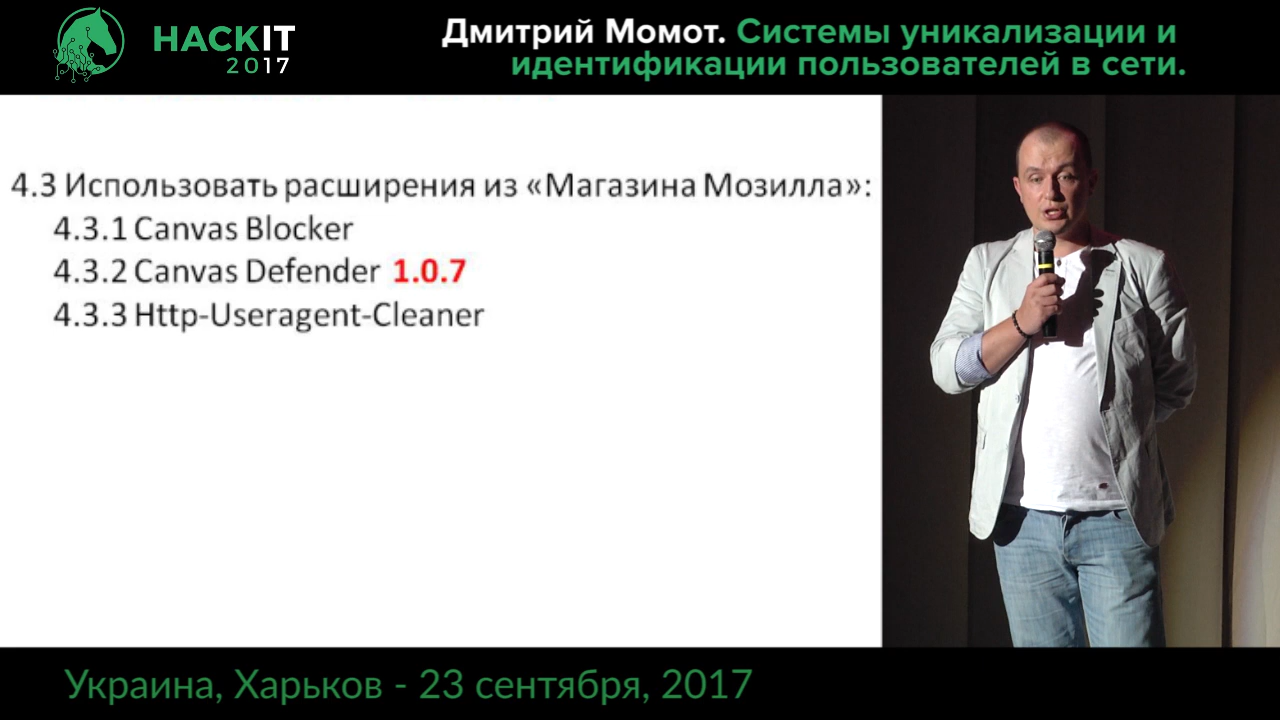 HACKIT
2017
Дмитрий Момот. Системы уникализации и
идентификации пользователей в сети.
4.3 Использовать расширения из «Магазина Мозилла»:
4.3.1 Canvas Blocker
4.3.2 Canvas Defender 1.0.7
4.3.3 Http-Useragent-Cleaner
Украина, Харьков - 23 сентября, 2017